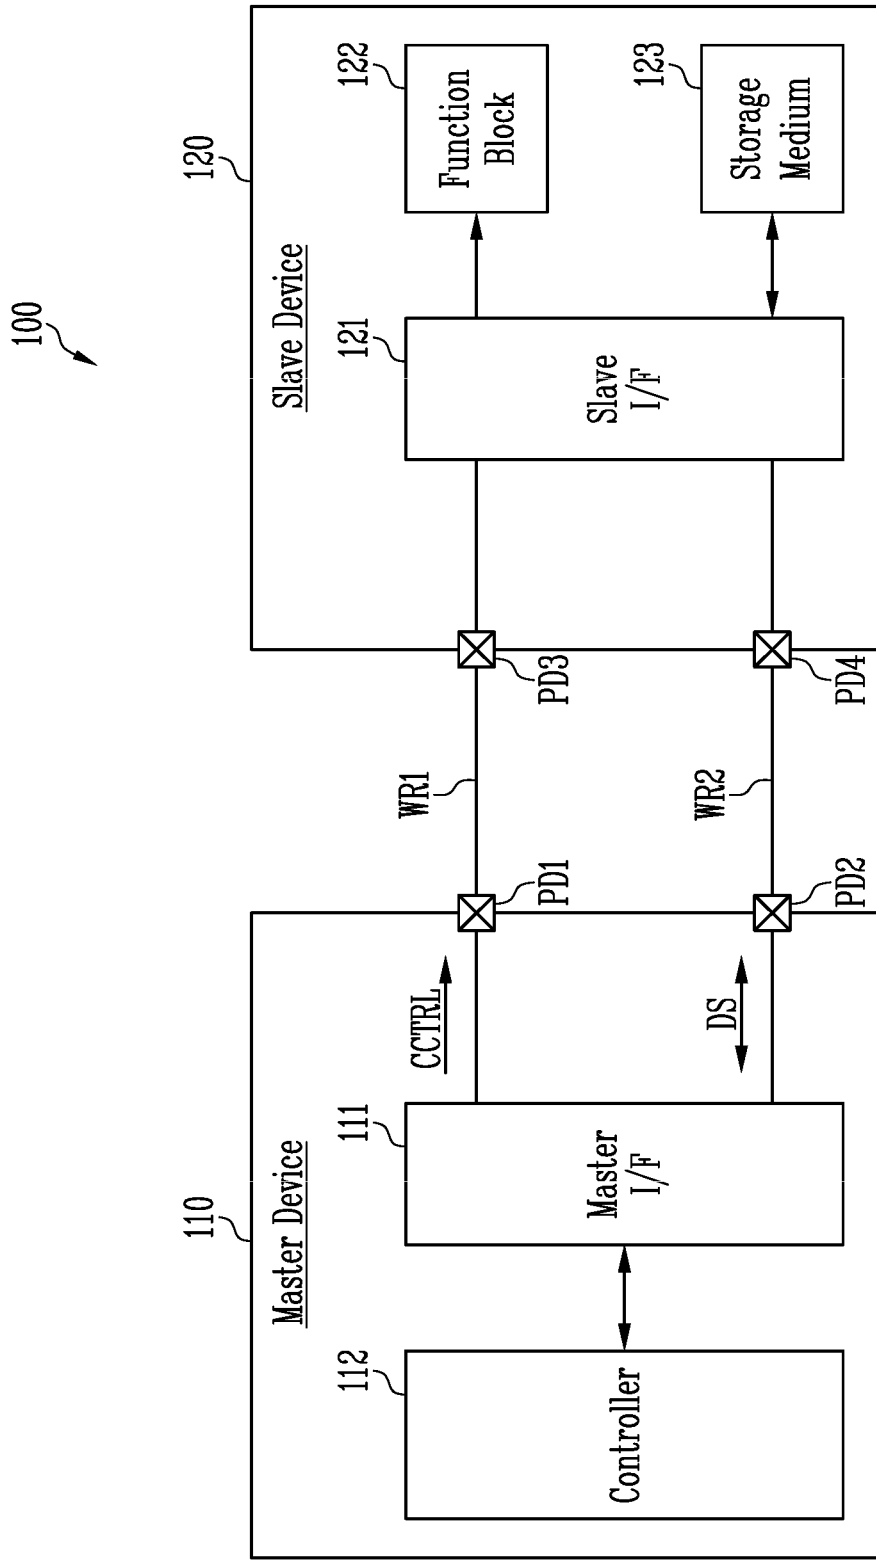 100
110
Master Device
112
Controller
111
Master
I/F
CCTRL
DS
PD1
PD2
WR1
WR2
PD3
PD4
120
Slave Device
121
Slave
I/F
122
Function
Block
123
Storage
Medium